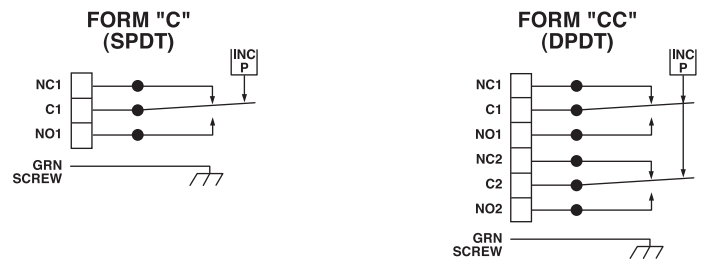 FORM "C"
(SPDT)
INC
P
NC1
C1
NO1
GRN
SCREW
FORM "CC"
(DPDT)
INC
P
NC1
C1
NO1
NC2
C2
NO2
GRN
SCREW